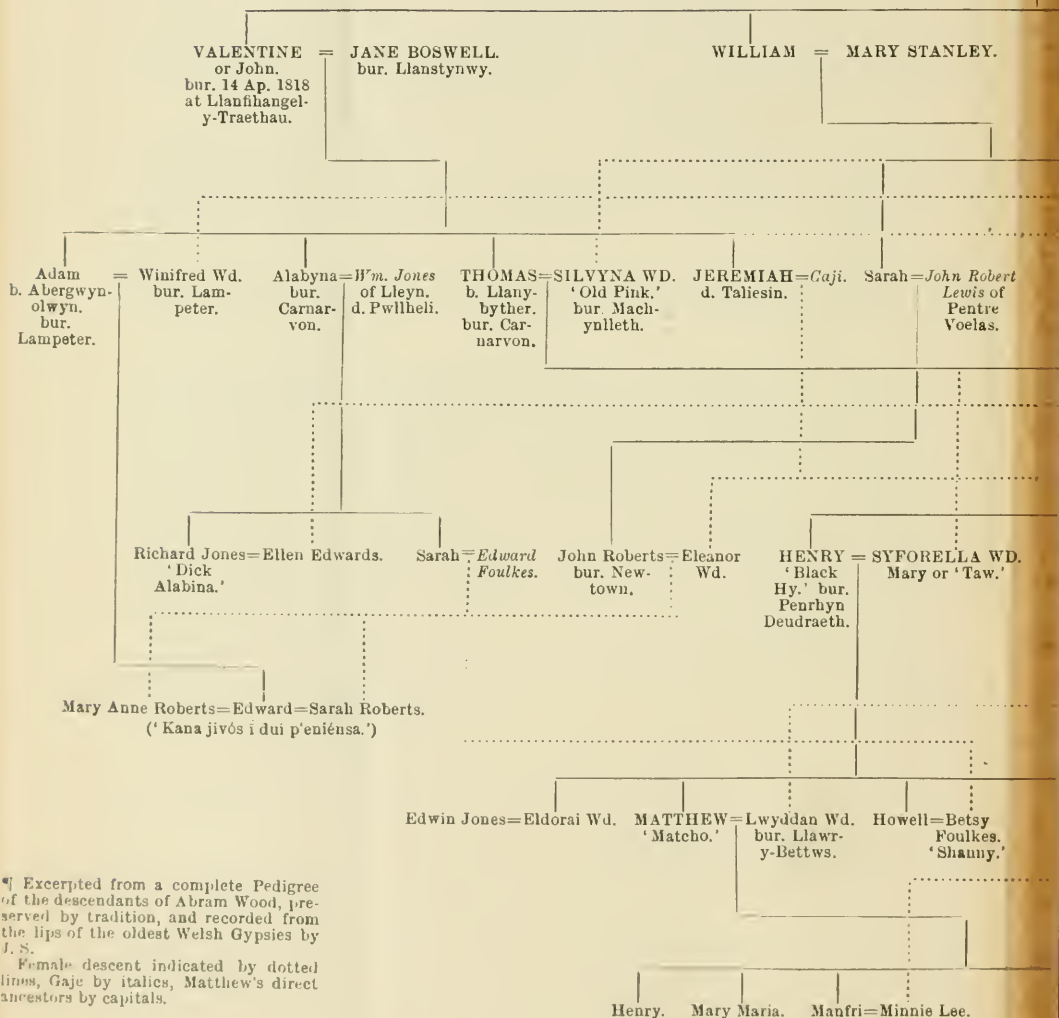 VALENTINE = JANE BOSWELL.
or John. bur. Llanstynwy.
bur. 14 Ap. 1818
at Llanfihangel-
y-Traethau.
WILLIAM = MARY STANLEY.
Adam = Winifred Wd.
b. Abergwyn- bur. Lam-
olwyn. peter.
bur.
Lampeter.
Alabyna=Wm. Jones
bur. of Lleyn.
Carnar- d. Pwllheli.
von.
THOMAS=SILVYNA WD.
b. Llany- 'Old Pink.'
byther. bur. Mach-
bur. Car- ynlleth.
narvon.
JEREMIAH=Caji.
d. Taliesin.
Sarah=John Robert
Lewis of
Pentre
Voelas.
Richard Jones=Ellen Edwards.
'Dick
Alabina.'
Sarah=Edward
Foulkes.
John Roberts=Eleanor
bur. New- Wd.
town.
HENRY = SYFORELLA WD.
'Black Mary or 'Taw.'
Hy.' bur.
Penrhyn
Deudraeth.
Mary Anne Roberts=Edward=Sarah Roberts.
('Kana jivós ī dui p'eniénsa.')
Edwin Jones=Eldorai Wd.
MATTHEW=Lwyddan Wd.
'Matcho.' bur. Llawr-
y-Bettws.
Howell=Betsy
Foulkes.
'Shanny.'
¶ Excerpted from a complete Pedigree
of the descendants of Abram Wood, pre-
served by tradition, and recorded from
the lips of the oldest Welsh Gypsies by
J. S.
Female descent indicated by dotted
lines, Gaje by italics, Matthew's direct
ancestors by capitals.
Henry. Mary Maria. Manfri=Minnie Lee.